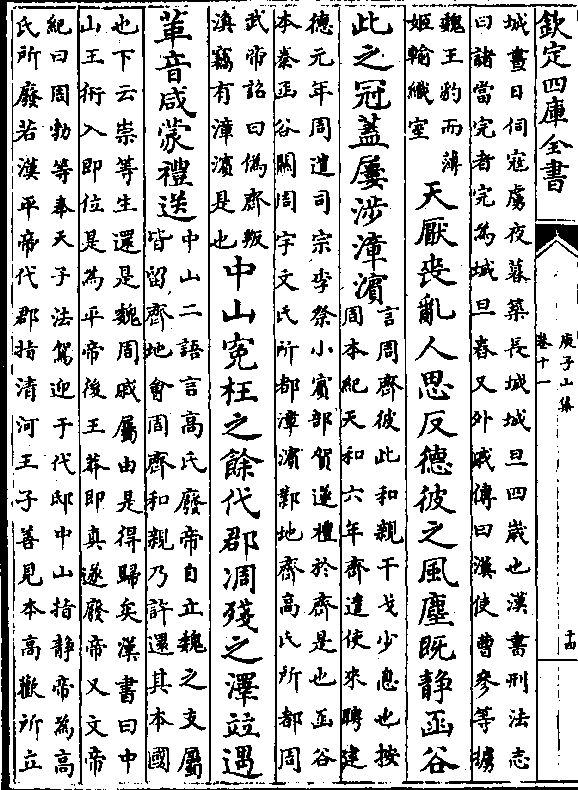 欽定四庫全書
庾子山集
卷十一
十四
城晝日伺寇虜夜暮築長城城旦四歳也漢書刑法志
曰諸當完者完為城旦舂又外戚傳曰漢使曹參等擄
魏王豹而薄
姬輸織室
天厭喪亂人思反德彼之風塵既静函谷
此之冠蓋屢涉漳濱
言周齊彼此和親干戈少息也按
周本紀天和六年齊遣使來聘建
德元年周遣司宗李祭小賓部賀遂禮於齊是也函谷
本秦函谷關周宇文氏所都漳濱鄴地齊高氏所都周
武帝詔曰偽齊叛
滇竊有漳濱是也
中山寃枉之餘代郡凋殘之澤竝遇
革音咸蒙禮送
中山二語言高氏廢帝自立魏之支屬
皆留齊地會周齊和親乃許還其本國
也下云崇等生還是魏周戚屬由是得歸矣漢書曰中
山王衎入即位是為平帝後王莽即真遂廢帝又文帝
紀曰周勃等奉天子法駕迎于代邸中山指静帝為高
氏所廢若漢平帝代郡指清河王子善見本高歡所立